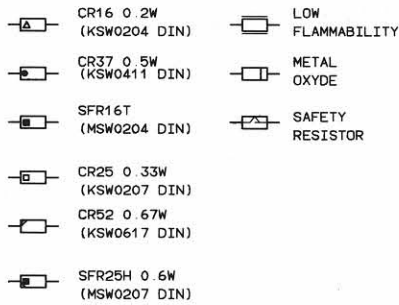 CR16 0.2W
(KSW0204 DIN)
CR37 0.5W
(KSW0411 DIN)
SFR16T
(MSW0204 DIN)
CR25 0.33W
(KSW0207 DIN)
CR52 0.67W
(KSW0617 DIN)
SFR25H 0.6W
(MSW0207 DIN)
LOW
FLAMMABILITY
METAL
OXYDE
SAFETY
RESISTOR